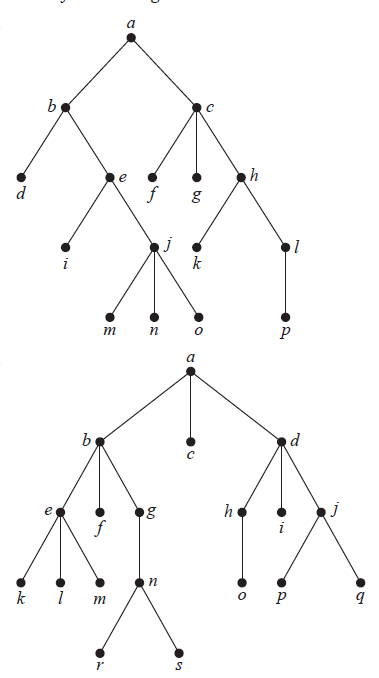 a
b c
d e f g h
i j k l
m n o p
a
b c d
e f g h i j
k l m n o p q
r s